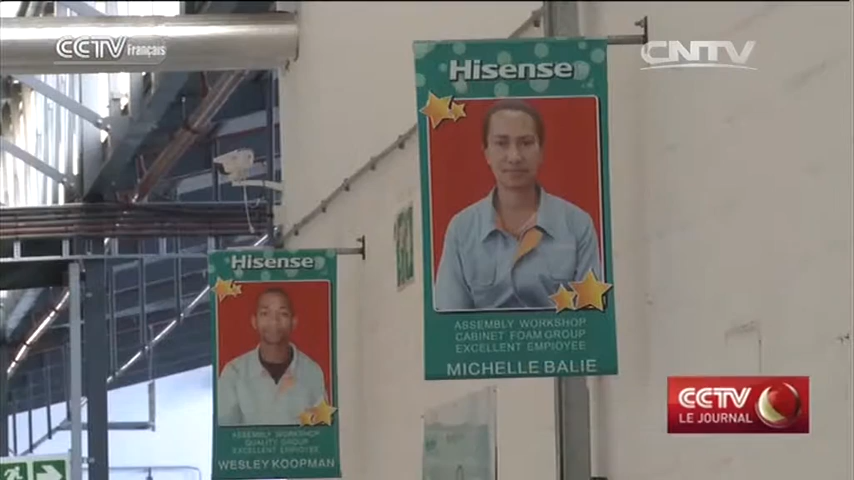 CCTV Français
CNTV
Hisense
ASSEMBLY WORKSHOP
CABINET FOAM GROUP
EXCELLENT EMPIOYEE
MICHELLE BALIE
Hisense
ASSEMBLY WORKSHOP
QUALITY GROUP
EXCELLENT EMPIOYEE
WESLEY KOOPMAN
CCTV
LE JOURNAL